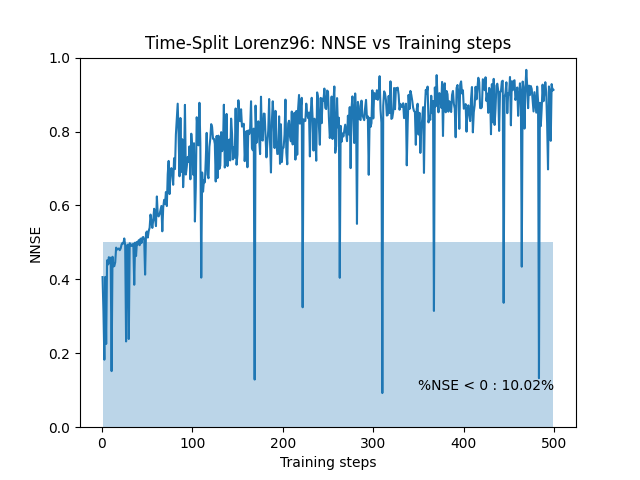 Time-Split Lorenz96: NNSE vs Training steps
1.0
0.8
0.6
0.4
0.2
0.0
NNSE
%NSE < 0 : 10.02%
0 100 200 300 400 500
Training steps